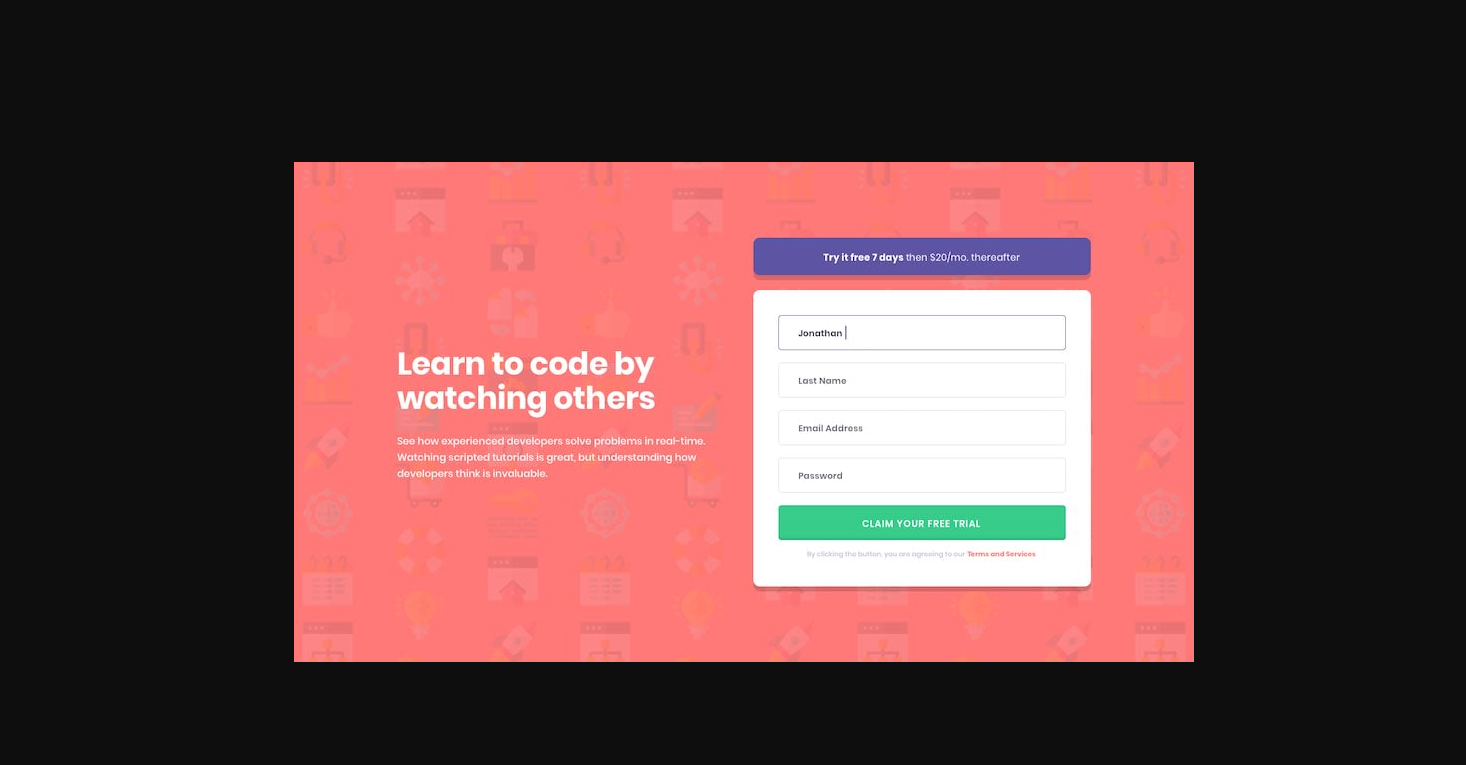 Learn to code by
watching others
See how experienced developers solve problems in real-time.
Watching scripted tutorials is great, but understanding how
developers think is invaluable.
Try it free 7 days then $20/mo. thereafter
Jonathan
Last Name
Email Address
Password
CLAIM YOUR FREE TRIAL
By clicking the button, you are agreeing to our Terms and Services